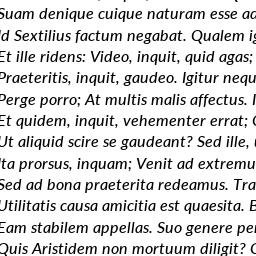 Suam denique cuique naturam esse ad
Id Sextilius factum negabat. Qualem ig
Et ille ridens: Video, inquit, quid agas;
Praeteritis, inquit, gaudeo. Igitur nequ
Perge porro; At multis malis affectus. I
Et quidem, inquit, vehementer errat; C
Ut aliquid scire se gaudeant? Sed ille, u
Ita prorsus, inquam; Venit ad extremu
Sed ad bona praeterita redeamus. Tra
Utilitatis causa amicitia est quaesita. E
Eam stabilem appellas. Suo genere per
Quis Aristidem non mortuum diligit? C